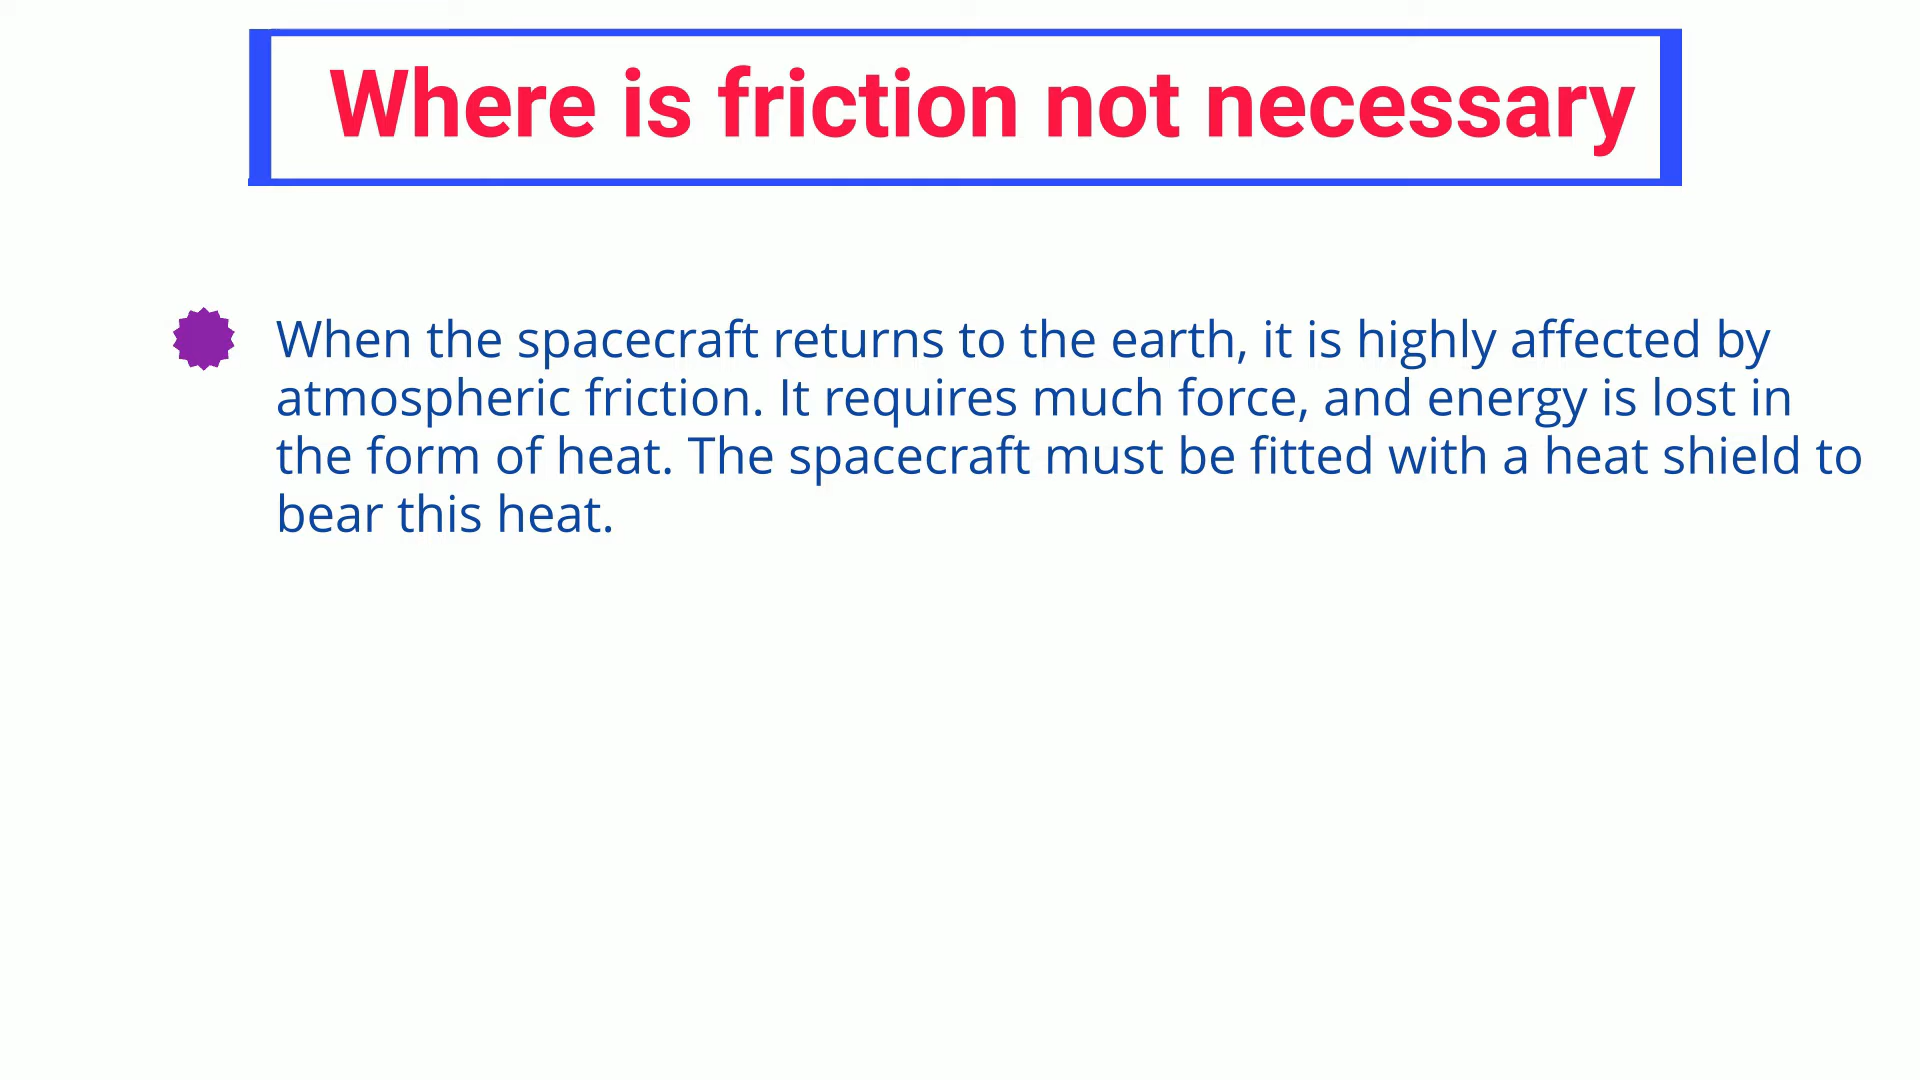 Where is friction not necessary
When the spacecraft returns to the earth, it is highly affected by
atmospheric friction. It requires much force, and energy is lost in
the form of heat. The spacecraft must be fitted with a heat shield to
bear this heat.